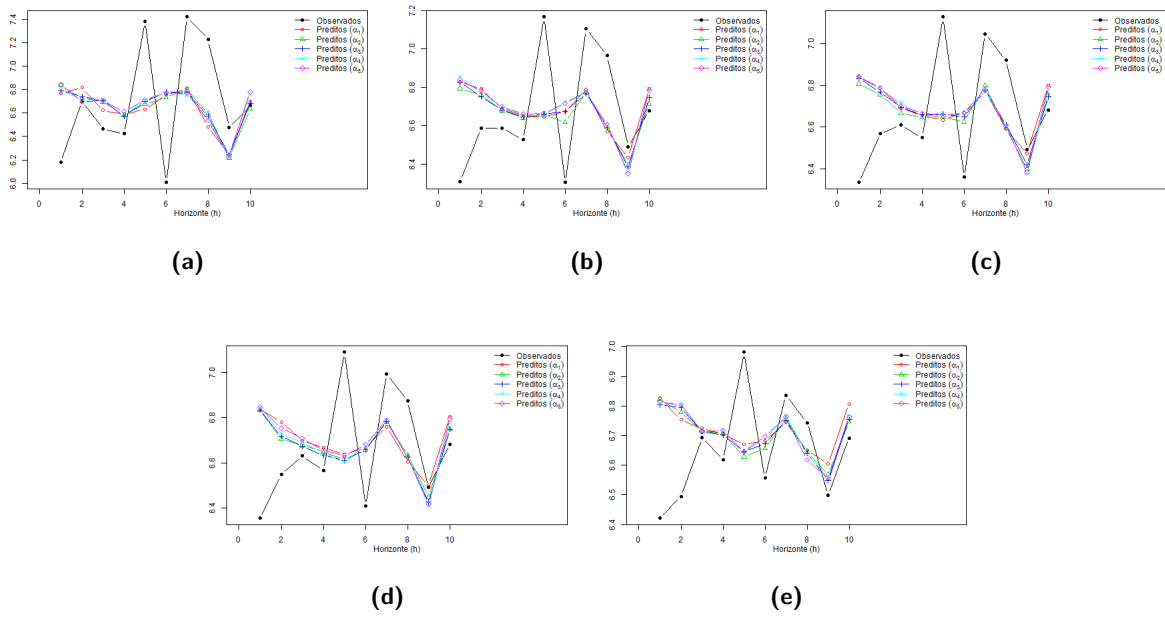 7.4
7.2
7.0
6.8
6.6
6.4
6.2
6.0
0 2 4 6 8 10
Horizonte (h)
Observados
Preditos (α₁)
Preditos (α₂)
Preditos (α₃)
Preditos (α₄)
Preditos (α₅)
(a)
7.0
6.8
6.6
6.4
0 2 4 6 8 10
Horizonte (h)
Observados
Preditos (α₁)
Preditos (α₂)
Preditos (α₃)
Preditos (α₄)
Preditos (α₅)
(b)
7.0
6.8
6.6
6.4
0 2 4 6 8 10
Horizonte (h)
Observados
Preditos (α₁)
Preditos (α₂)
Preditos (α₃)
Preditos (α₄)
Preditos (α₅)
(c)
7.0
6.8
6.6
6.4
0 2 4 6 8 10
Horizonte (h)
Observados
Preditos (α₁)
Preditos (α₂)
Preditos (α₃)
Preditos (α₄)
Preditos (α₆)
(d)
7.0
6.9
6.8
6.7
6.6
6.5
6.4
0 2 4 6 8 10
Horizonte (h)
Observados
Preditos (α₁)
Preditos (α₂)
Preditos (α₃)
Preditos (α₄)
Preditos (α₆)
(e)